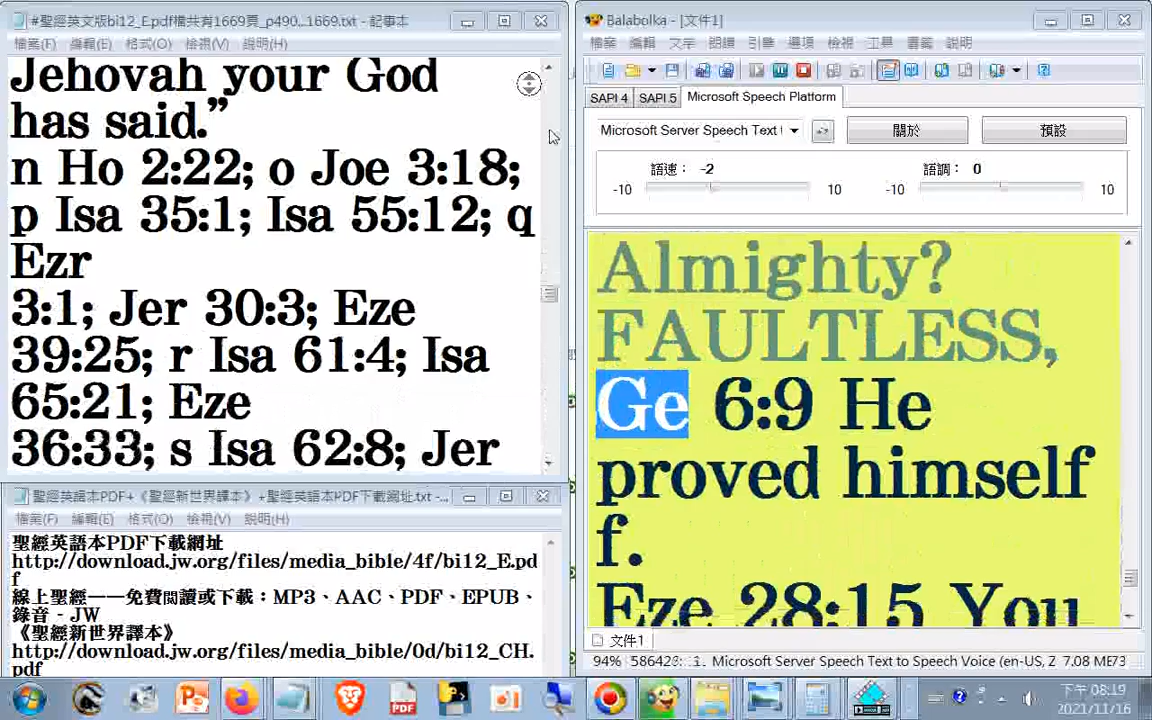 #聖經英文版bi12_E.pdf檔共有1669頁_p490...1669.txt - 記事本
檔案(F) 編輯(E) 格式(O) 檢視(V) 說明(H)
Jehovah your God
has said.”
n Ho 2:22; o Joe 3:18;
p Isa 35:1; Isa 55:12; q
Ezr
3:1; Jer 30:3; Eze
39:25; r Isa 61:4; Isa
65:21; Eze
36:33; s Isa 62:8; Jer
聖經英語本PDF+《聖經新世界譯本》+聖經英語本PDF下載網址.txt -...
檔案(F) 編輯(E) 格式(O) 檢視(V) 說明(H)
聖經英語本PDF下載網址
http://download.jw.org/files/media_bible/4f/bi12_E.pd
f
線上聖經——免費閱讀或下載：MP3、AAC、PDF、EPUB、
錄音 - JW
《聖經新世界譯本》
http://download.jw.org/files/media_bible/0d/bi12_CH.
pdf
Balabolka - [文件1]
檔案 編輯 文字 朗讀 引擎 選項 檢視 工具 書籤 說明
SAPI 4 SAPI 5 Microsoft Speech Platform
Microsoft Server Speech Text 關於 預設
語速： -2 語調： 0
-10 10 -10 10
Almighty?
FAULTLESS,
Ge 6:9 He
proved himself
f.
Eze 28:15 You
文件1
94% Microsoft Server Speech Text to Speech Voice (en-US, Z 7.08 ME
下午 08:19
2021/11/16